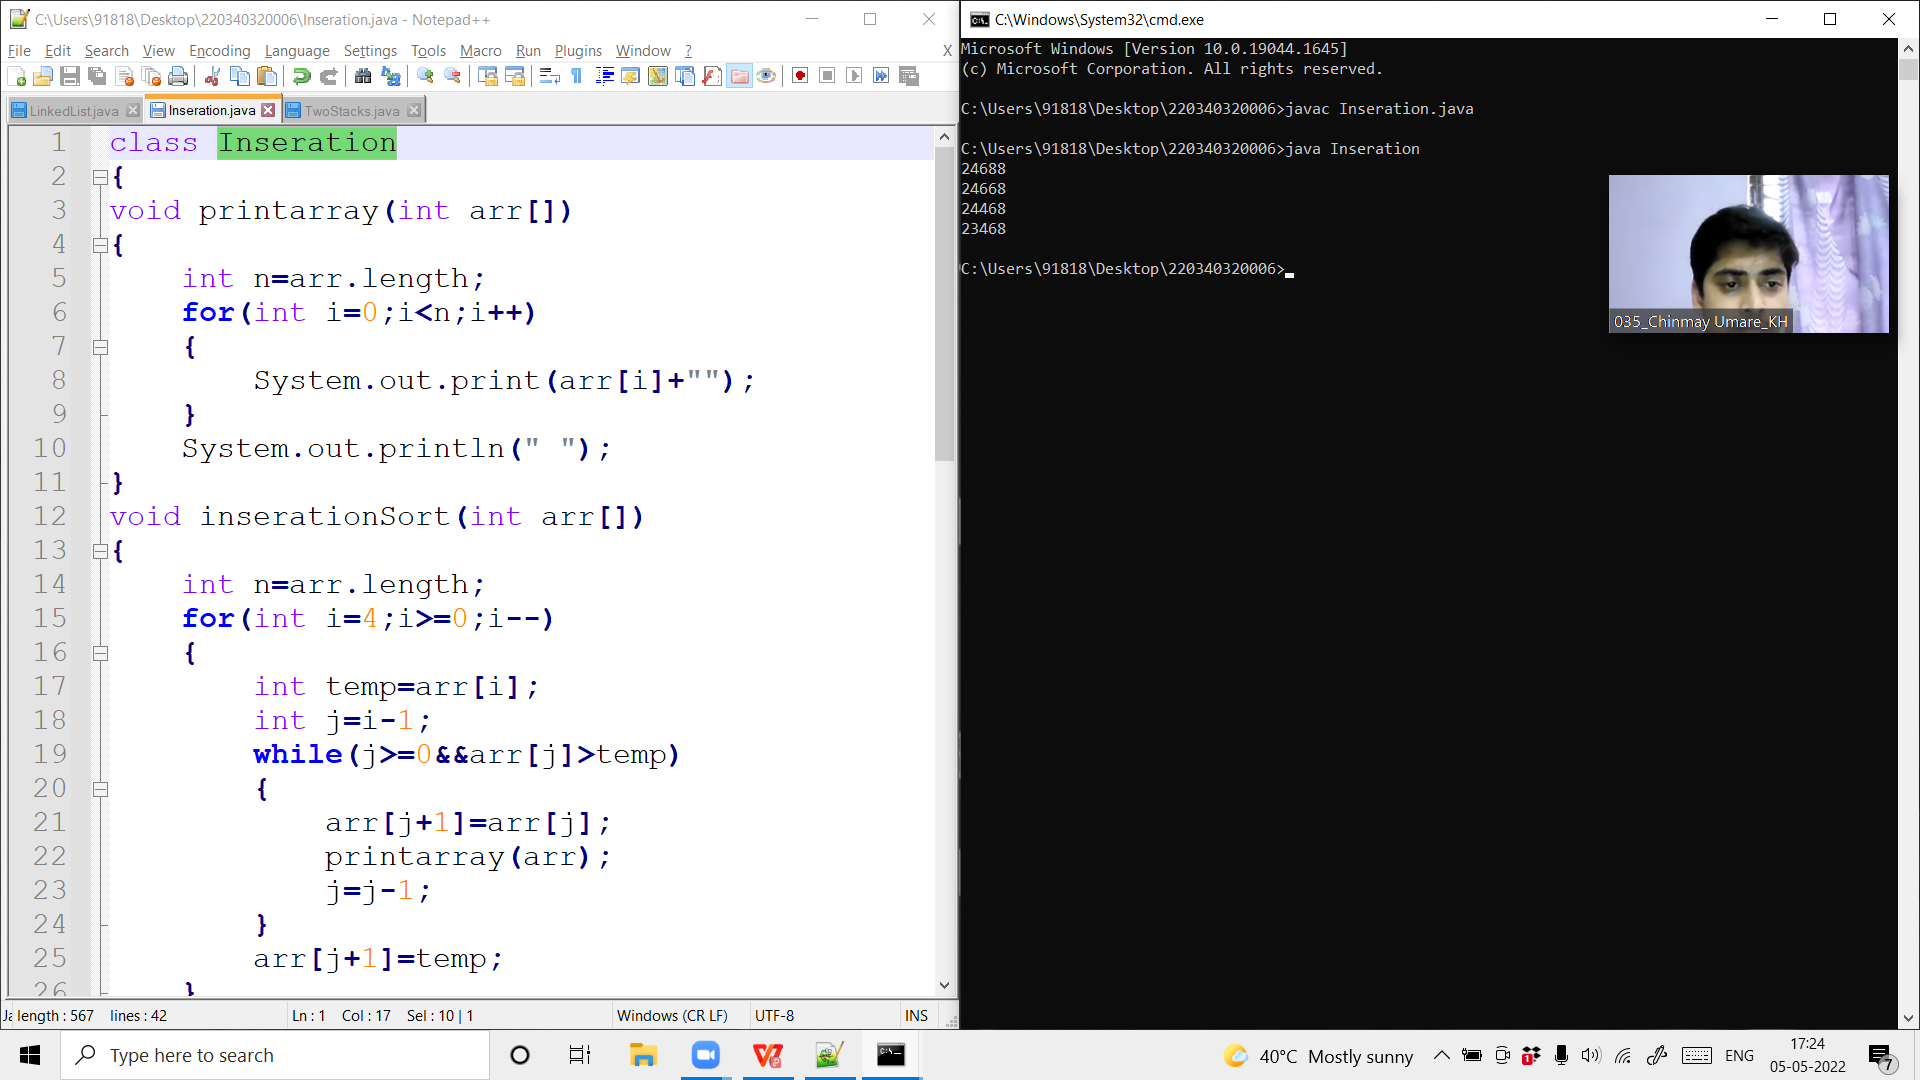 C:\Users\91818\Desktop\220340320006\Inseration.java - Notepad++
File Edit Search View Encoding Language Settings Tools Macro Run Plugins Window ? X
LinkedList.java Inseration.java TwoStacks.java
1 class Inseration
2 {
3 void printarray(int arr[])
4 {
5 int n=arr.length;
6 for(int i=0;i<n;i++)
7 {
8 System.out.print(arr[i]+"");
9 }
10 System.out.println(" ");
11 }
12 void inserationSort(int arr[])
13 {
14 int n=arr.length;
15 for(int i=4;i>=0;i--)
16 {
17 int temp=arr[i];
18 int j=i-1;
19 while(j>=0&&arr[j]>temp)
20 {
21 arr[j+1]=arr[j];
22 printarray(arr);
23 j=j-1;
24 }
25 arr[j+1]=temp;
26 }
Ja length : 567 lines : 42 Ln : 1 Col : 17 Sel : 10 | 1 Windows (CR LF) UTF-8 INS
C:\Windows\System32\cmd.exe
Microsoft Windows [Version 10.0.19044.1645]
(c) Microsoft Corporation. All rights reserved.
C:\Users\91818\Desktop\220340320006>javac Inseration.java
C:\Users\91818\Desktop\220340320006>java Inseration
24688
24668
24468
23468
C:\Users\91818\Desktop\220340320006>
035_Chinmay Umare_KH
Type here to search
40°C Mostly sunny
1
ENG
17:24
05-05-2022
7